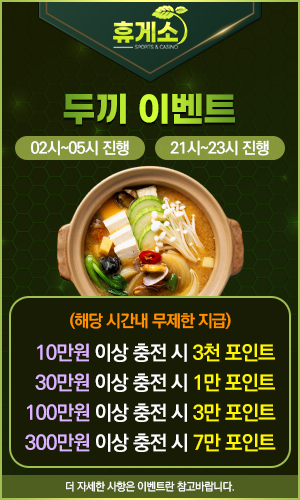 휴게소
SPORTS & CASINO
두끼 이벤트
02시~05시 진행
21시~23시 진행
(해당 시간내 무제한 지급)
10만원 이상 충전 시 3천 포인트
30만원 이상 충전 시 1만 포인트
100만원 이상 충전 시 3만 포인트
300만원 이상 충전 시 7만 포인트
더 자세한 사항은 이벤트란 참고바랍니다.